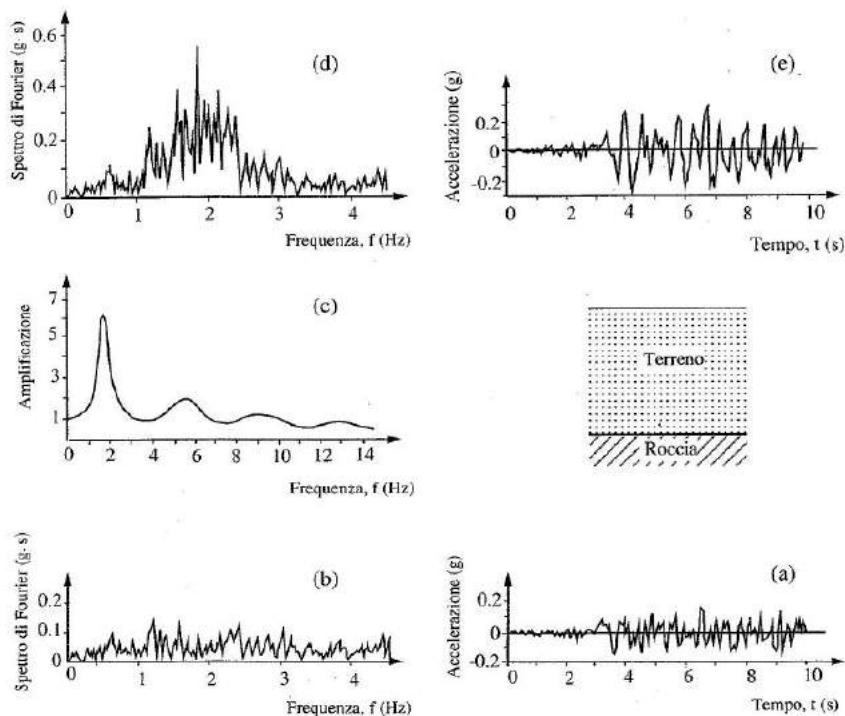 Spettro di Fourier (g·s)
0.6
0.4
0.2
0
(d)
0 1 2 3 4
Frequenza, f (Hz)
Accelerazione (g)
0.2
0
-0.2
(e)
0 2 4 6 8 10
Tempo, t (s)
Amplificazione
7
5
3
1
(c)
0 2 4 6 8 10 12 14
Frequenza, f (Hz)
Terreno
Roccia
Spettro di Fourier (g·s)
0.2
0.1
0
(b)
1 2 3 4
Frequenza, f (Hz)
Accelerazione (g)
0.2
0
-0.2
(a)
0 2 4 6 8 10
Tempo, t (s)